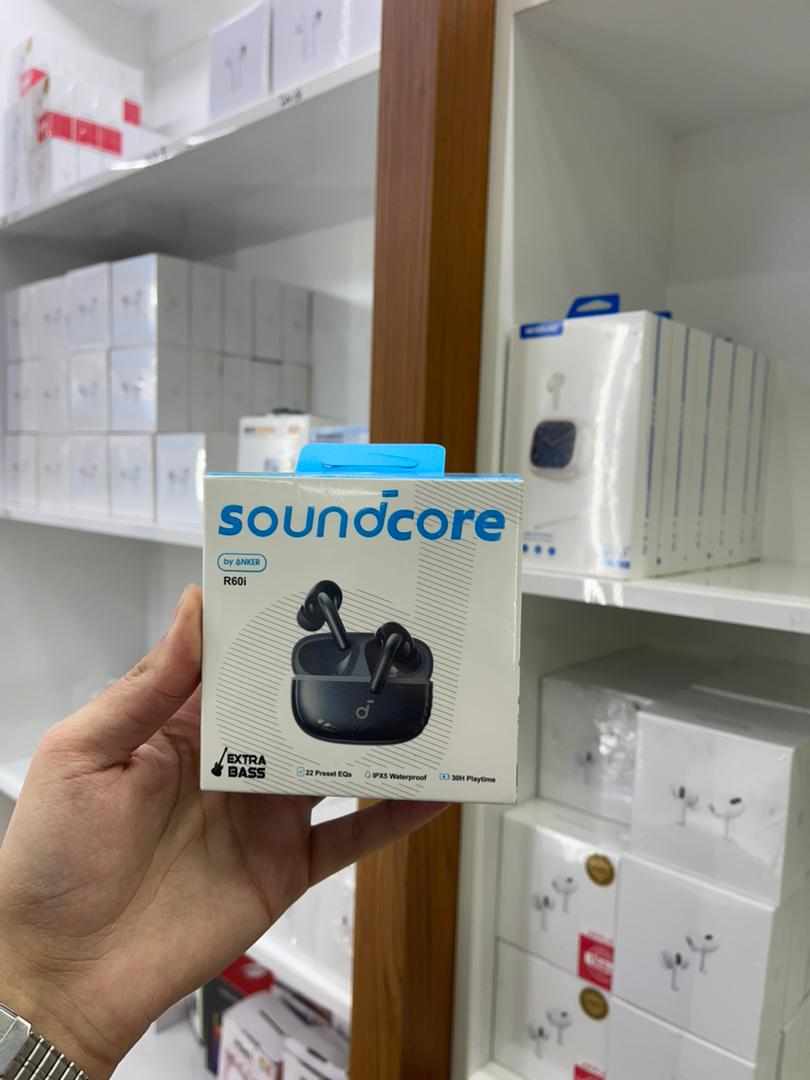 soundcore
by ANKER
R60i
EXTRA
BASS
22 Preset EQs
IPX5 Waterproof
30H Playtime